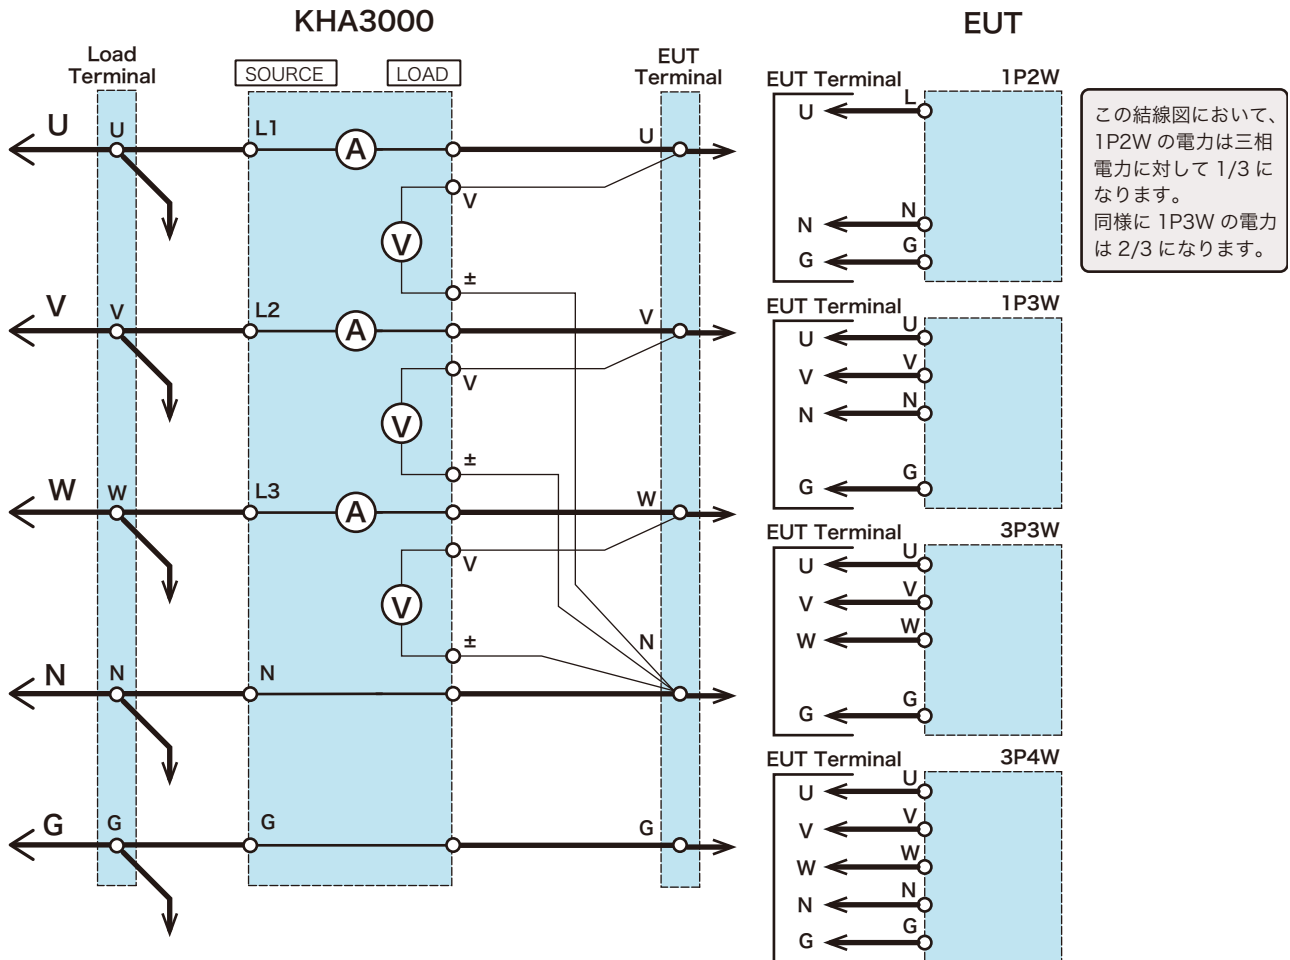 KHA3000
EUT
Load
Terminal
SOURCE
LOAD
EUT
Terminal
U
U
L1
A
U
V
V
±
V
V
L2
A
V
V
V
±
W
W
L3
A
W
V
V
±
N
N
N
N
G
G
G
G
EUT Terminal
1P2W
U
L
N
N
G
G
この結線図において、
1P2W の電力は三相
電力に対して 1/3 に
なります。
同様に 1P3W の電力
は 2/3 になります。
EUT Terminal
1P3W
U
U
V
V
N
N
G
G
EUT Terminal
3P3W
U
U
V
V
W
W
G
G
EUT Terminal
3P4W
U
U
V
V
W
W
N
N
G
G